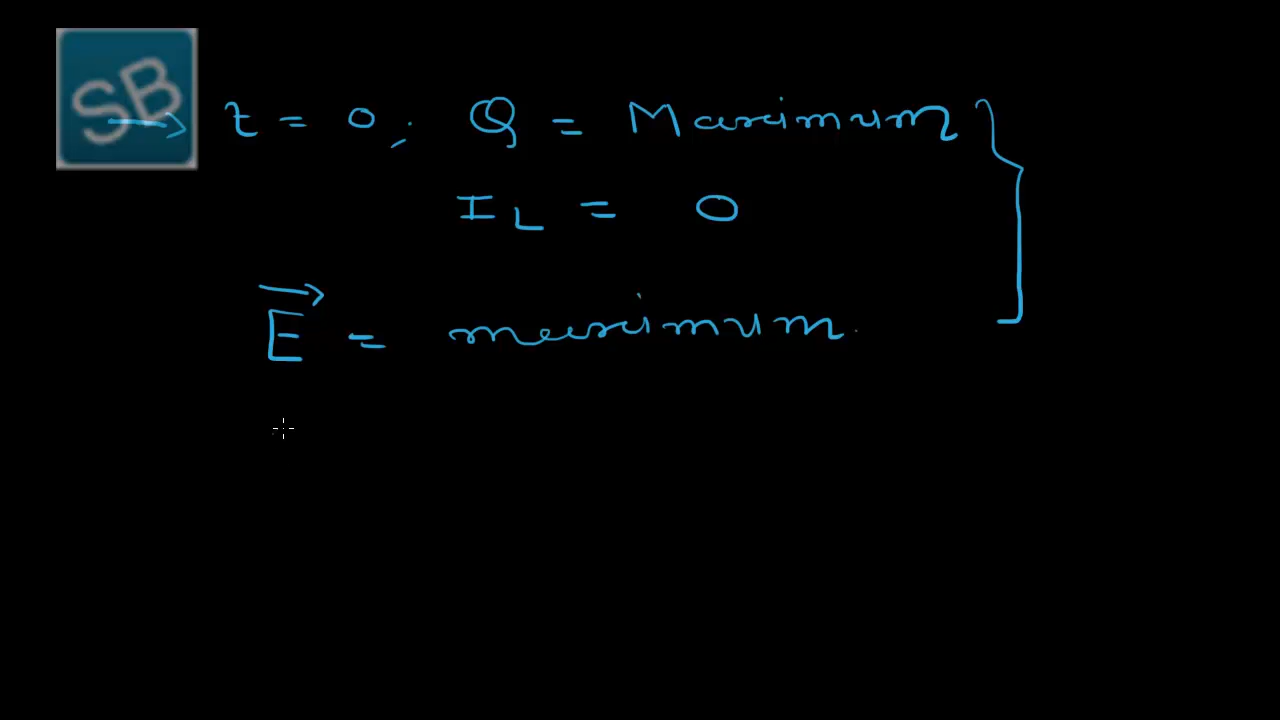 SB
→ t = 0; Q = Maximum
I_L = 0
E⃗ = maximum.